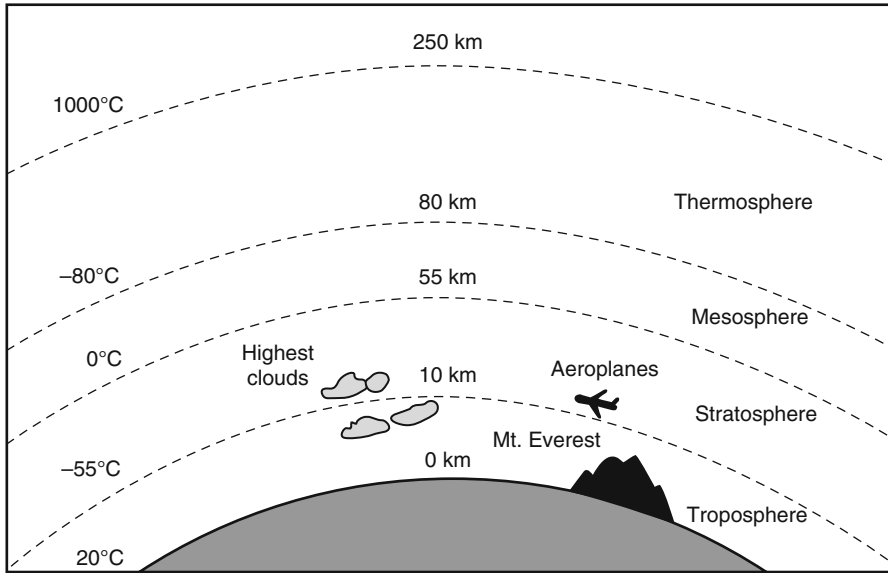 250 km
1000°C
Thermosphere
80 km
–80°C
55 km
Mesosphere
0°C
Highest
clouds
10 km
Aeroplanes
Stratosphere
Mt. Everest
–55°C
0 km
Troposphere
20°C